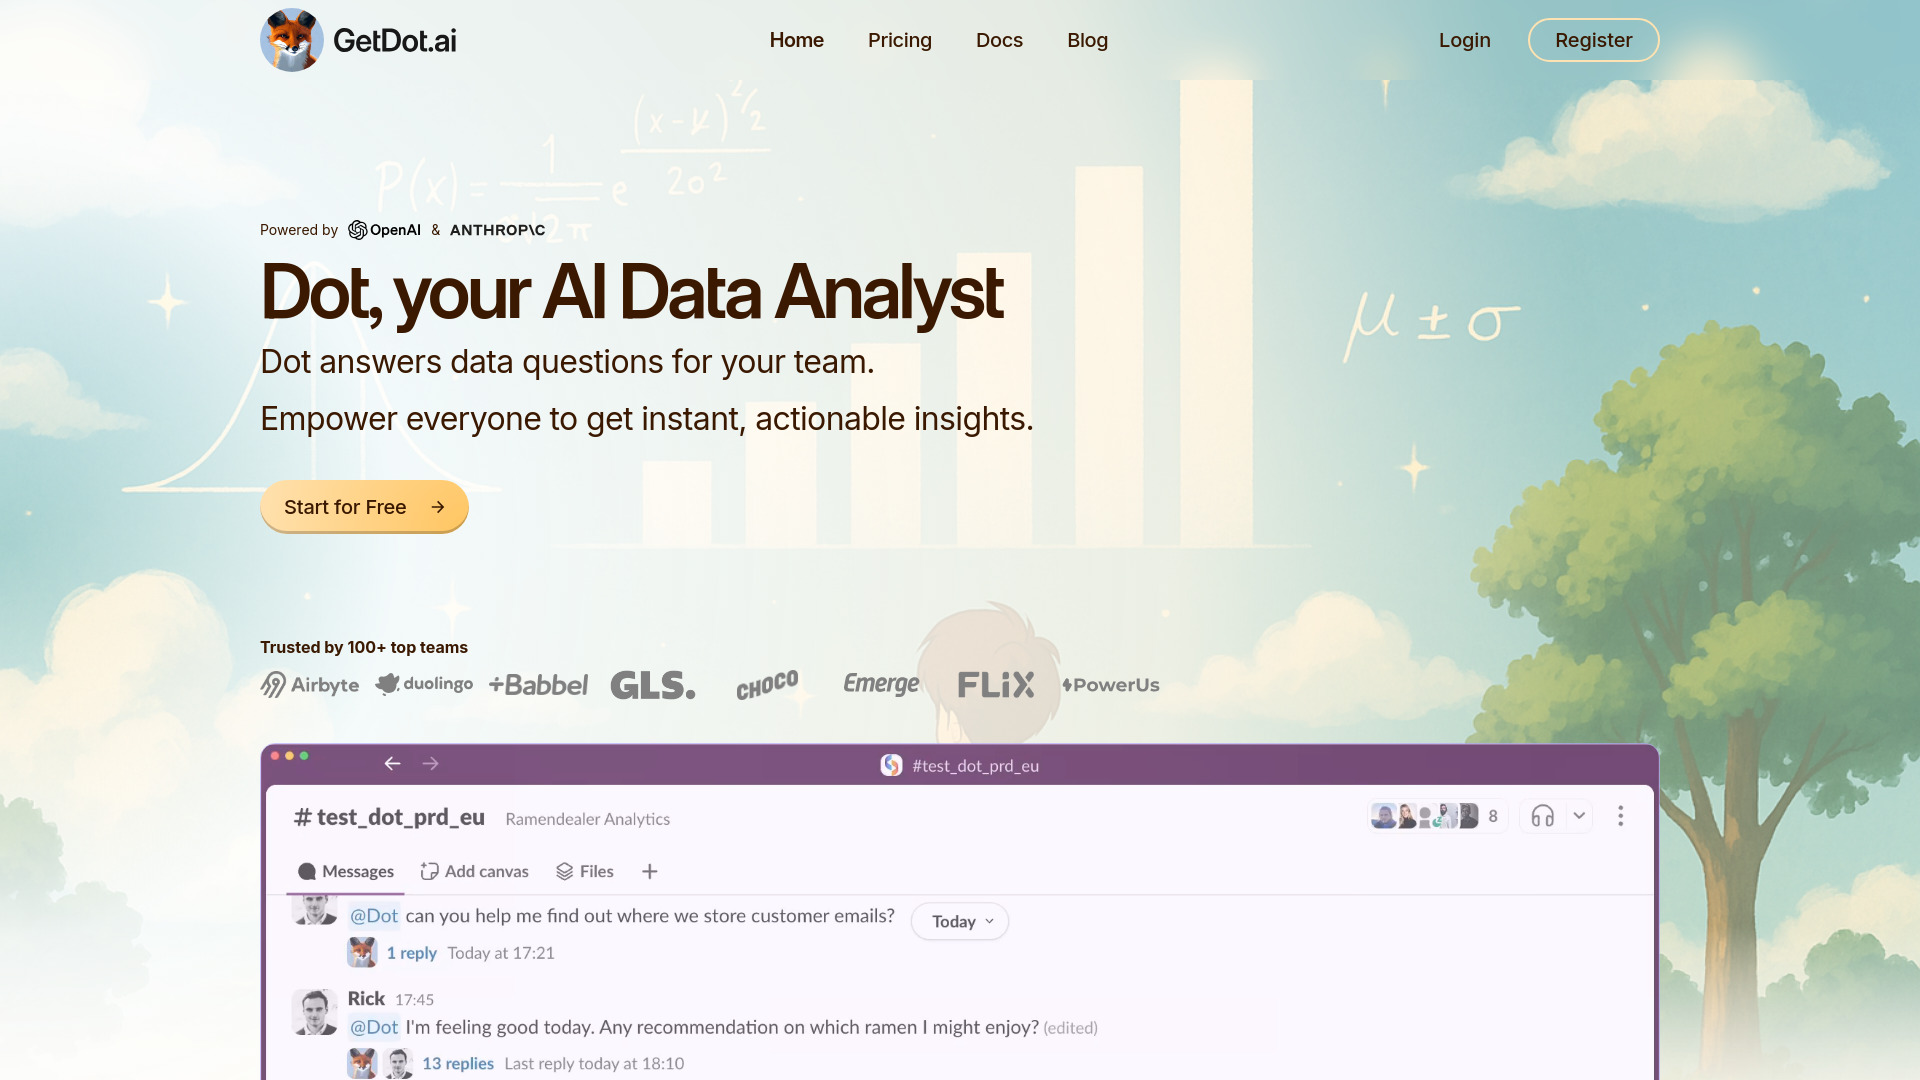 GetDot.ai
Home
Pricing
Docs
Blog
Login
Register
P(x) = 1 e (x-
2σ²
μ ± σ
Powered by OpenAI & ANTHROP\C
Dot, your AI Data Analyst
Dot answers data questions for your team.
Empower everyone to get instant, actionable insights.
Start for Free →
Trusted by 100+ top teams
Airbyte duolingo +Babbel GLS. CHOCO Emerge FLiX PowerUs
#test_dot_prd_eu
# test_dot_prd_eu Ramendealer Analytics
8
Messages Add canvas Files +
@Dot can you help me find out where we store customer emails?
Today
1 reply Today at 17:21
Rick 17:45
@Dot I'm feeling good today. Any recommendation on which ramen I might enjoy? (edited)
13 replies Last reply today at 18:10